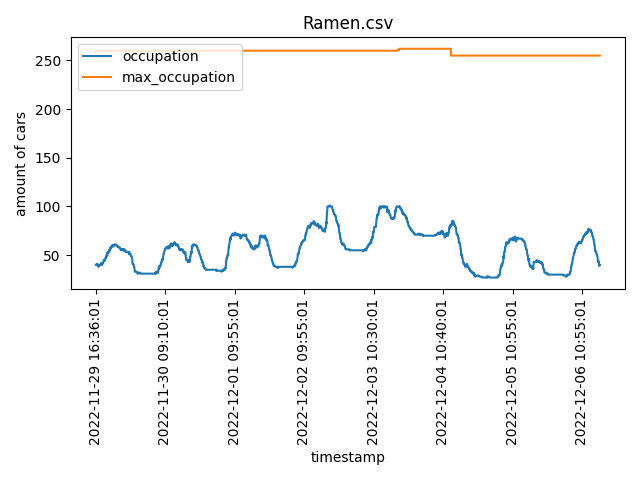 Ramen.csv
occupation
max_occupation
amount of cars
250
200
150
100
50
2022-11-29 16:36:01
2022-11-30 09:10:01
2022-12-01 09:55:01
2022-12-02 09:55:01
2022-12-03 10:30:01
2022-12-04 10:40:01
2022-12-05 10:55:01
2022-12-06 10:55:01
timestamp